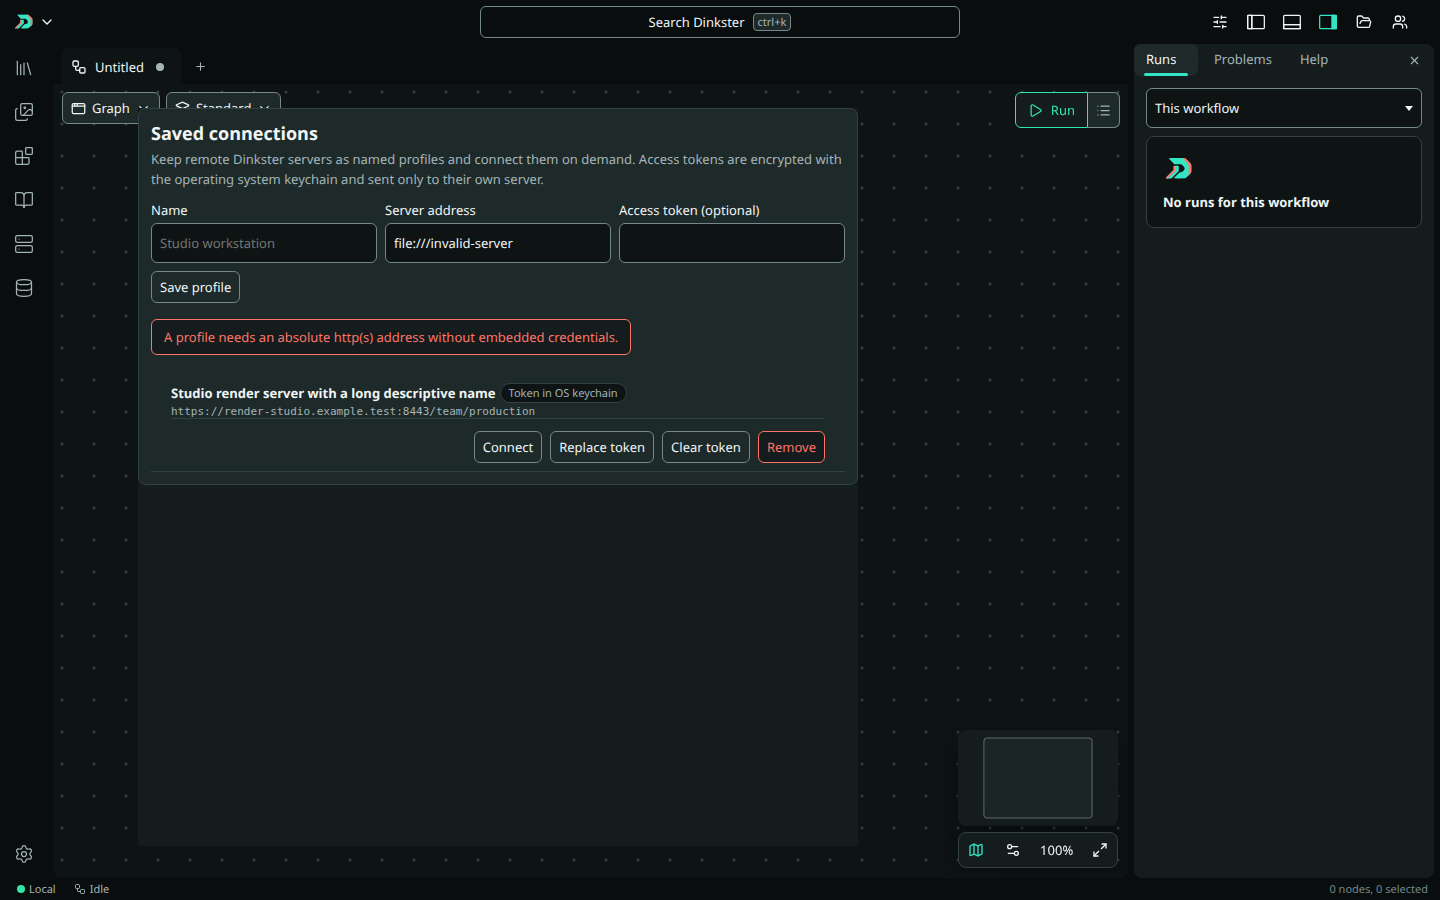 Search Dinkster ctrl+k
Untitled
Runs Problems Help
Graph Standard
Run
This workflow
No runs for this workflow
Saved connections
Keep remote Dinkster servers as named profiles and connect them on demand. Access tokens are encrypted with
the operating system keychain and sent only to their own server.
Name Server address Access token (optional)
Studio workstation file:///invalid-server
Save profile
A profile needs an absolute http(s) address without embedded credentials.
Studio render server with a long descriptive name Token in OS keychain
https://render-studio.example.test:8443/team/production
Connect Replace token Clear token Remove
100%
Local Idle 0 nodes, 0 selected